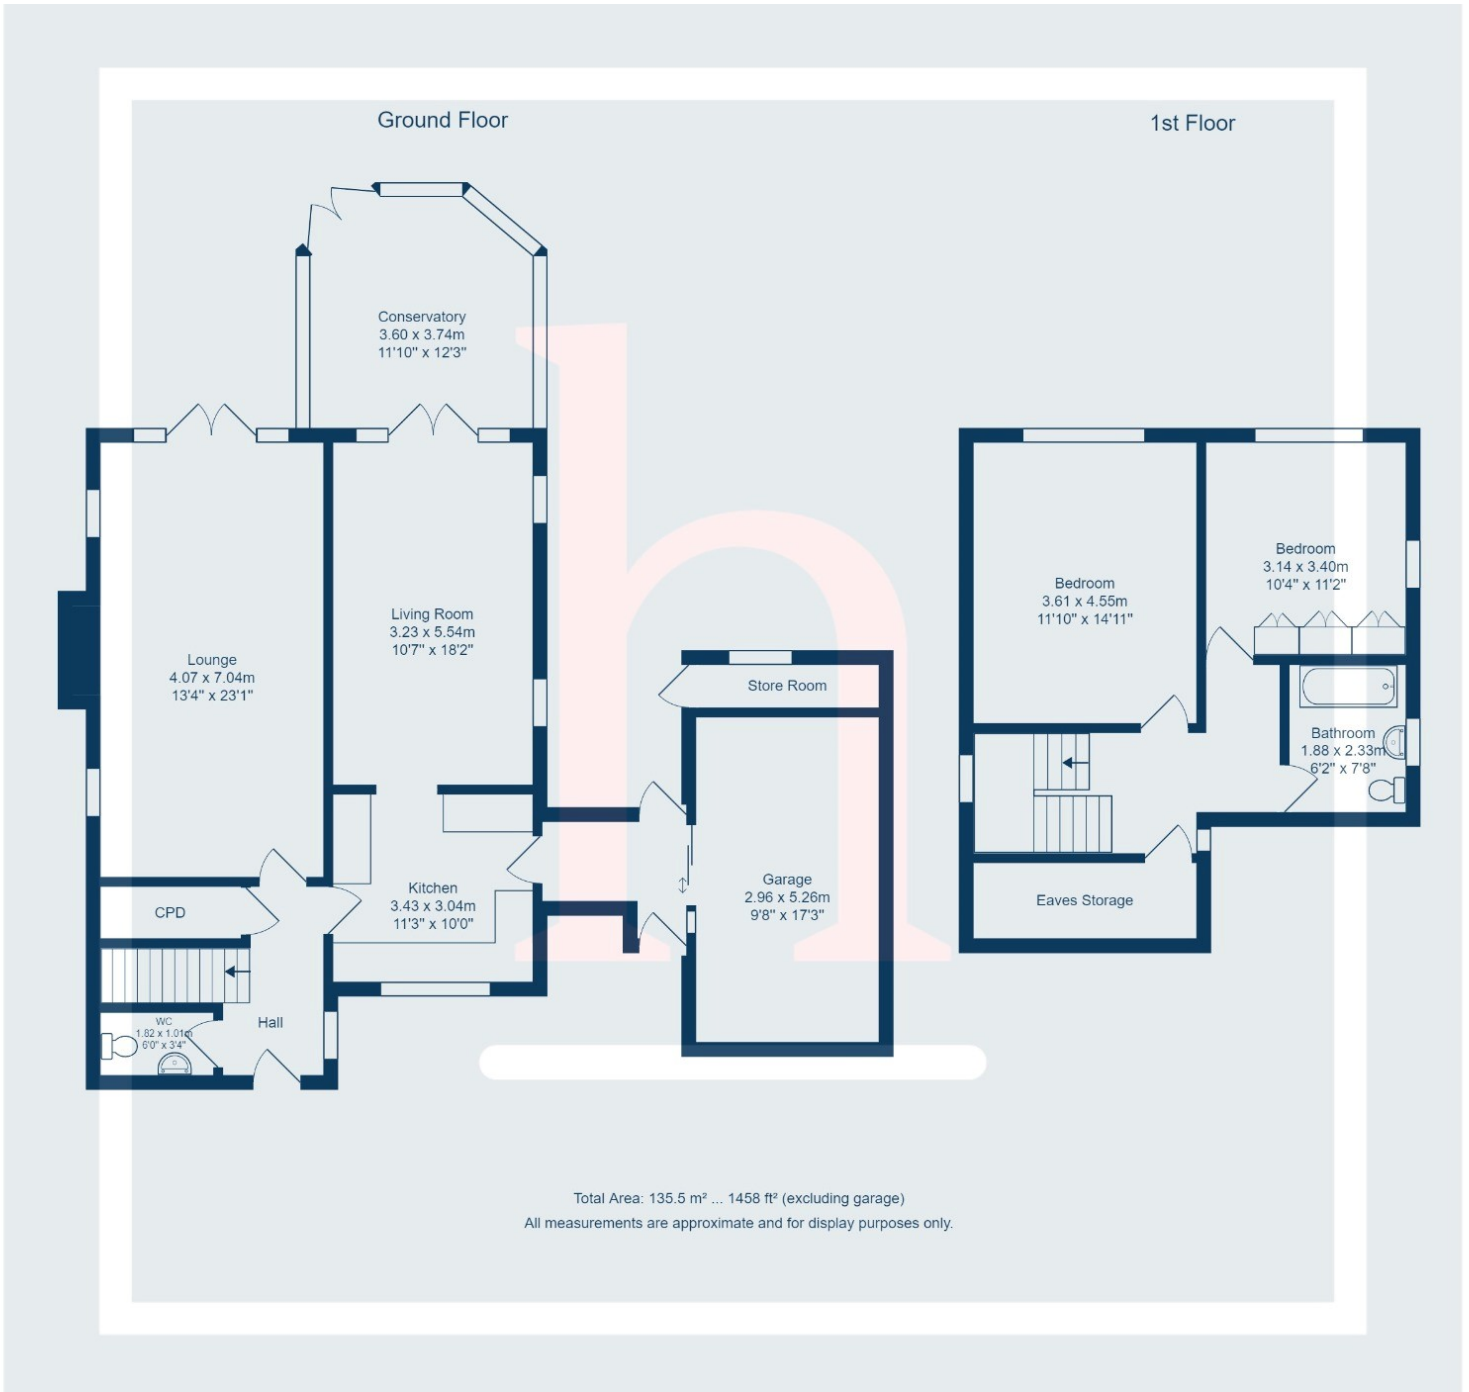 Ground Floor
1st Floor
Conservatory
3.60 x 3.74m
11'10" x 12'3"
Living Room
3.23 x 5.54m
10'7" x 18'2"
Lounge
4.07 x 7.04m
13'4" x 23'1"
Store Room
Garage
2.96 x 5.26m
9'8" x 17'3"
Kitchen
3.43 x 3.04m
11'3" x 10'0"
CPD
Hall
WC
1.82 x 1.01m
6'0" x 3'4"
Bedroom
3.61 x 4.55m
11'10" x 14'11"
Bedroom
3.14 x 3.40m
10'4" x 11'2"
Bathroom
1.88 x 2.33m
6'2" x 7'8"
Eaves Storage
h
Total Area: 135.5 m² ... 1458 ft² (excluding garage)
All measurements are approximate and for display purposes only.